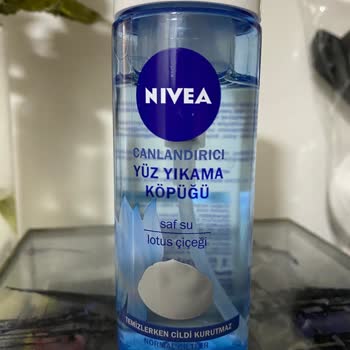 NIVEA
CANLANDIRICI
YÜZ YIKAMA
KÖPÜĞÜ
saf su
lotus çiçeği
TEMİZLERKEN CİLDİ KURUTMAZ